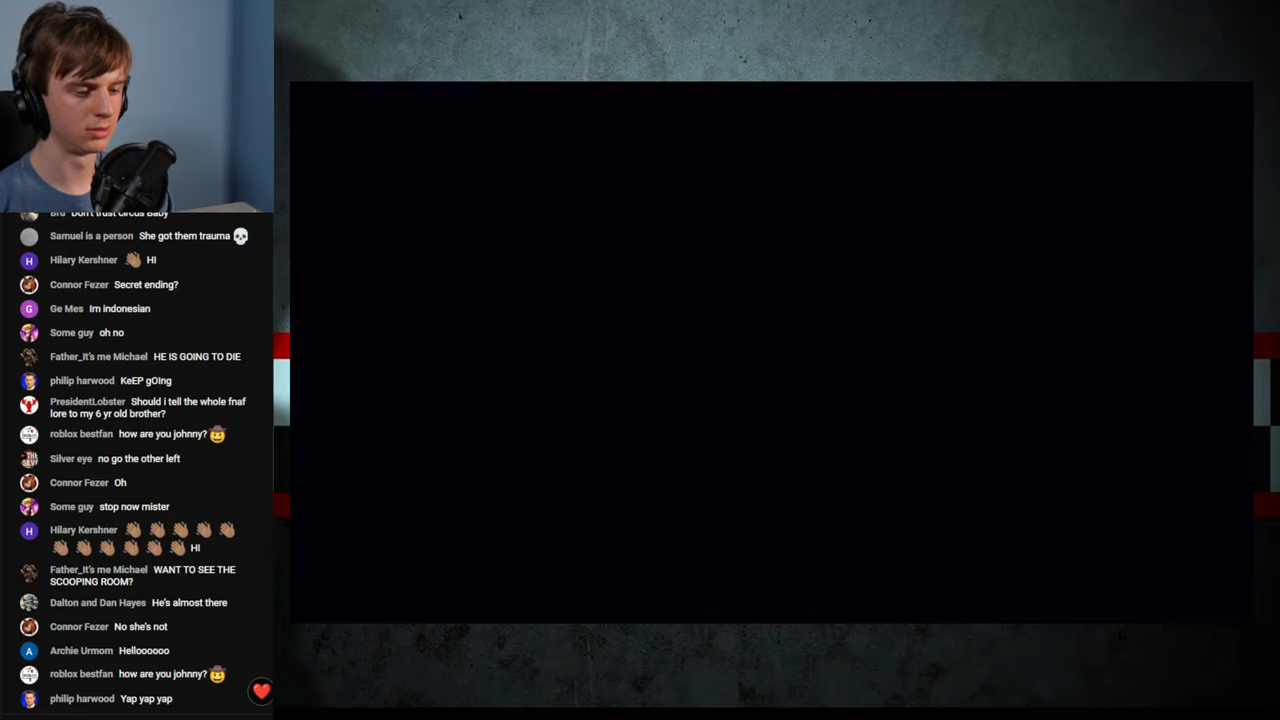 Bru Don't trust circus Baby
Samuel is a person She got them trauma
H Hilary Kershner HI
Connor Fezer Secret ending?
G Ge Mes Im indonesian
Some guy oh no
Father_It's me Michael HE IS GOING TO DIE
philip harwood KeEP gOIng
PresidentLobster Should i tell the whole fnaf
lore to my 6 yr old brother?
roblox bestfan how are you johnny?
Silver eye no go the other left
Connor Fezer Oh
Some guy stop now mister
H Hilary Kershner
HI
Father_It's me Michael WANT TO SEE THE
SCOOPING ROOM?
Dalton and Dan Hayes He's almost there
Connor Fezer No she's not
A Archie Urmom Helloooooo
roblox bestfan how are you johnny?
philip harwood Yap yap yap